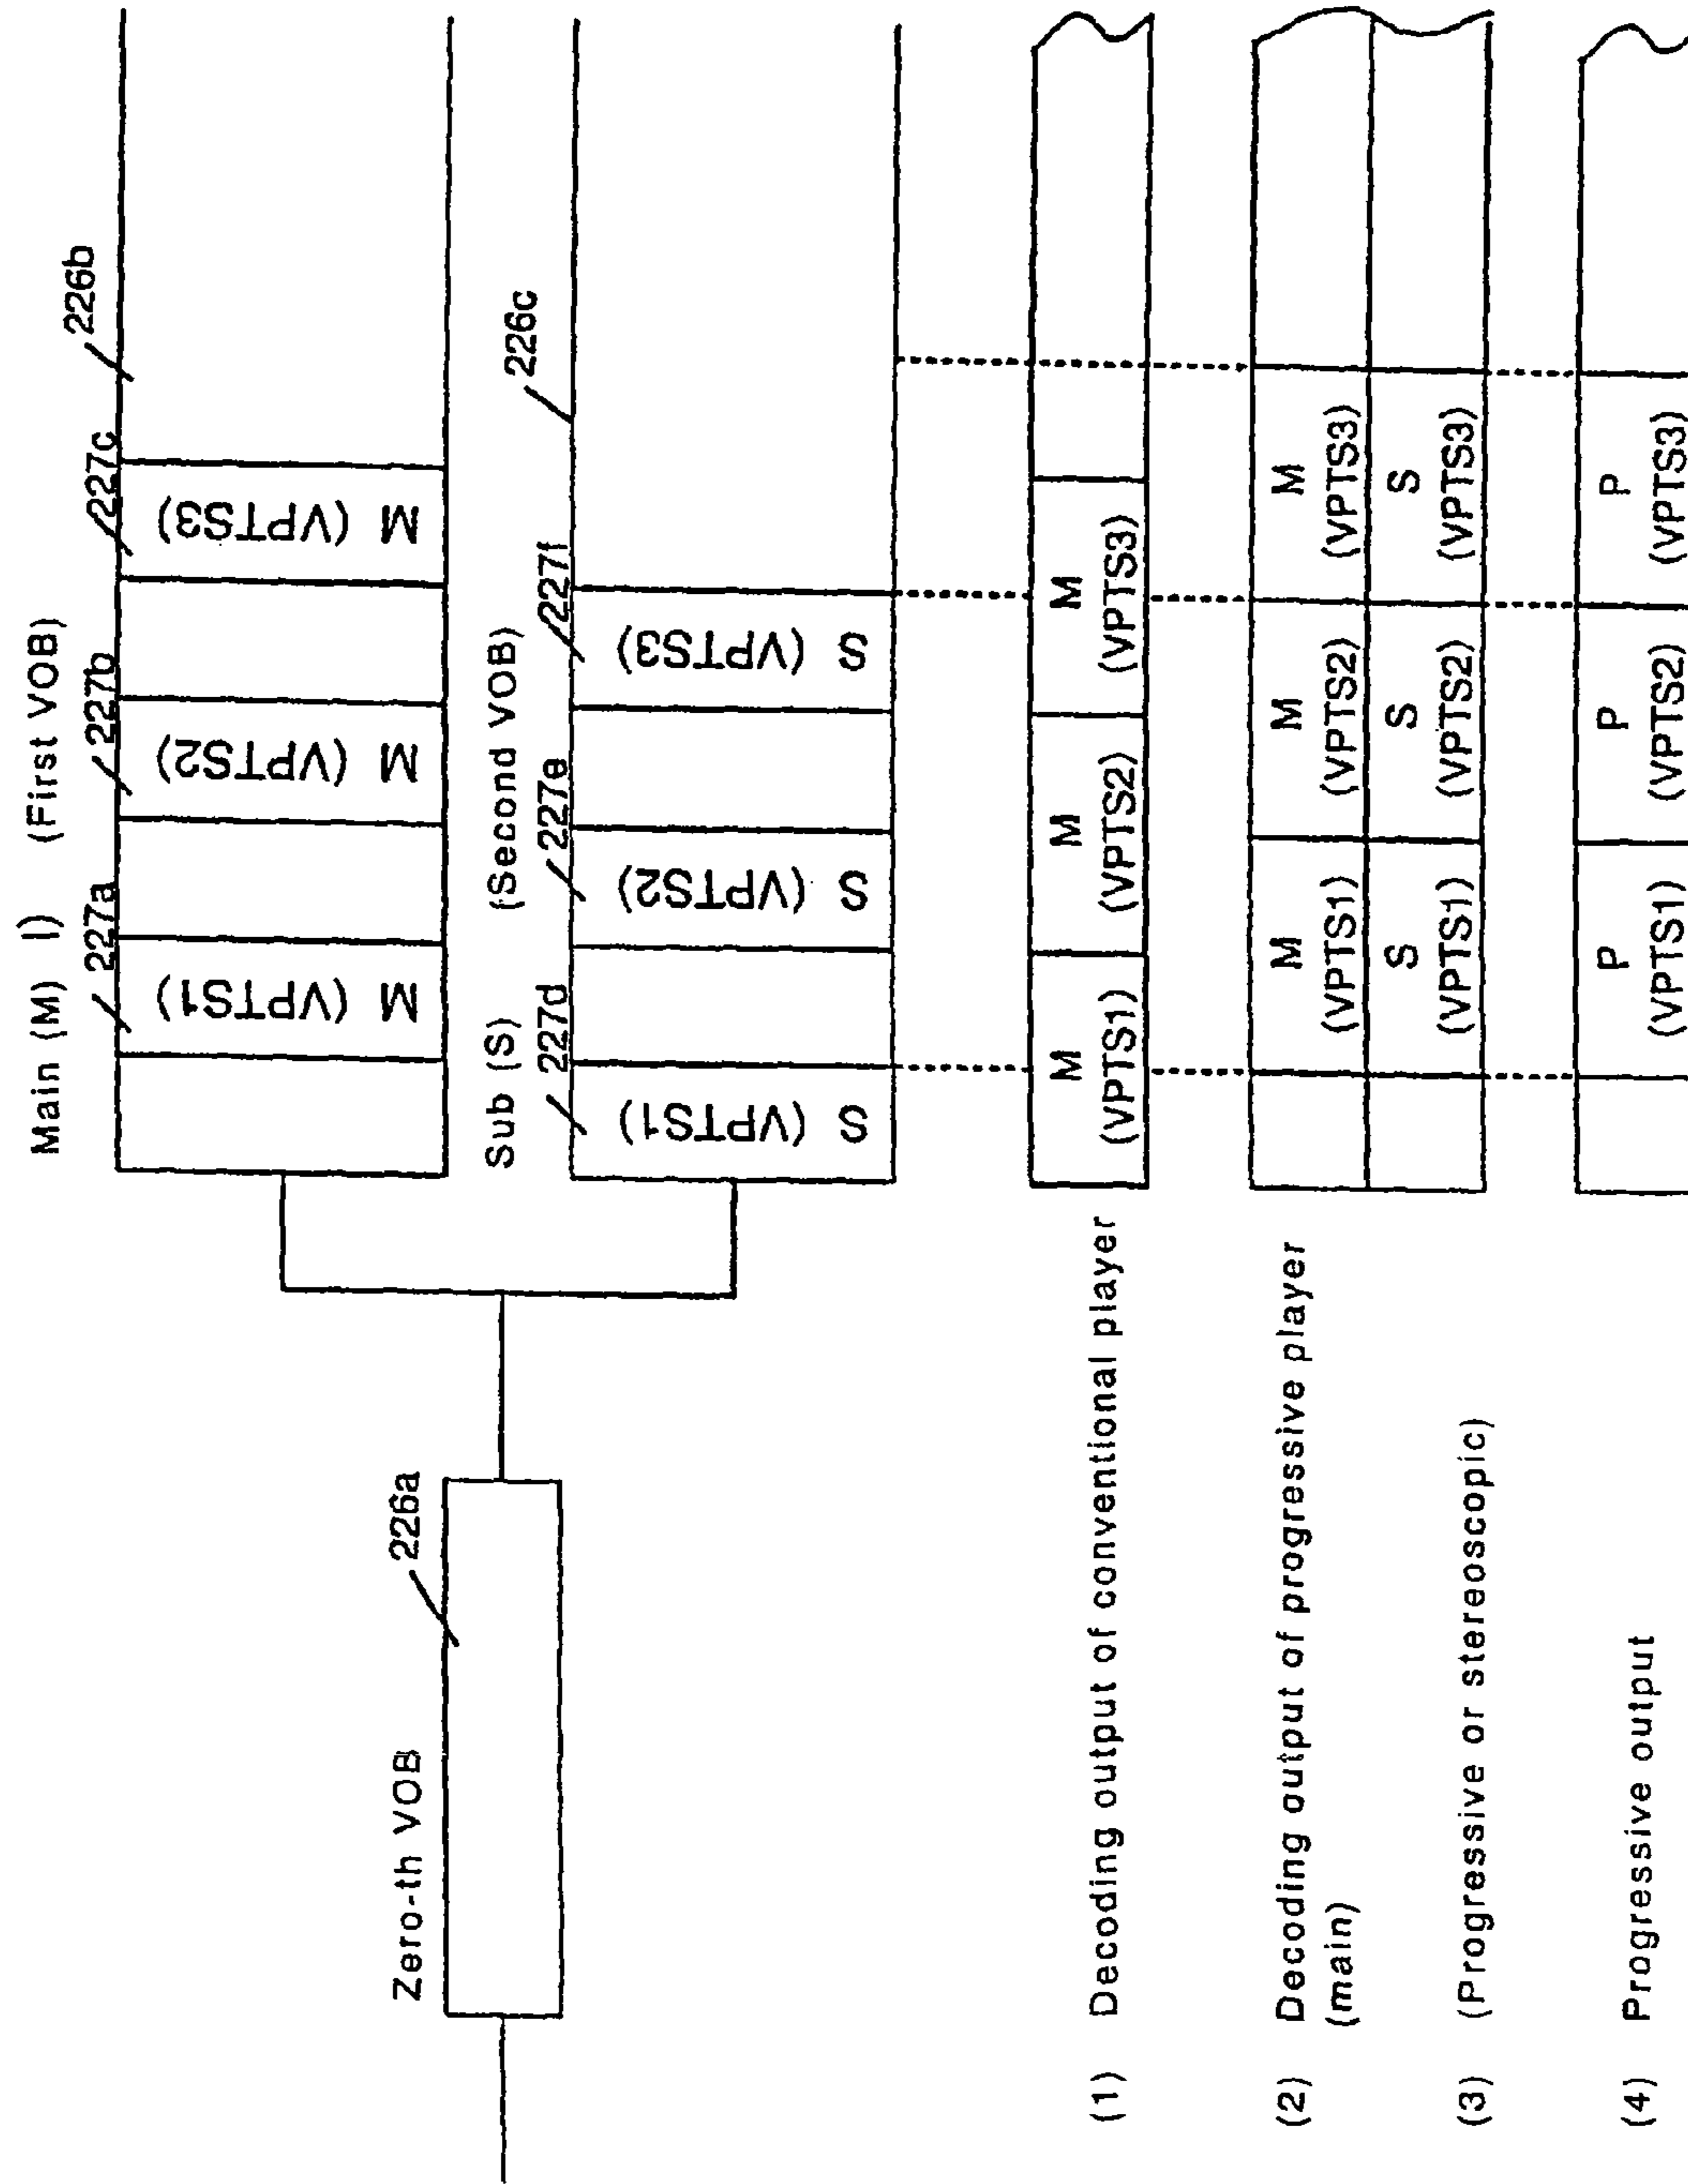 Main (M) I) (First VOB)
227a
227b
227c
226b
M (VPTS1)
M (VPTS2)
M (VPTS3)
Zero-th VOB
226a
Sub (S) (Second VOB)
227d
227e
227f
226c
S (VPTS1)
S (VPTS2)
S (VPTS3)
(1) Decoding output of conventional player
M
(VPTS1)
M
(VPTS2)
M
(VPTS3)
(2) Decoding output of progressive player
(main)
M
(VPTS1)
M
(VPTS2)
M
(VPTS3)
(3) (Progressive or stereoscopic)
S
(VPTS1)
S
(VPTS2)
S
(VPTS3)
(4) Progressive output
P
(VPTS1)
P
(VPTS2)
P
(VPTS3)